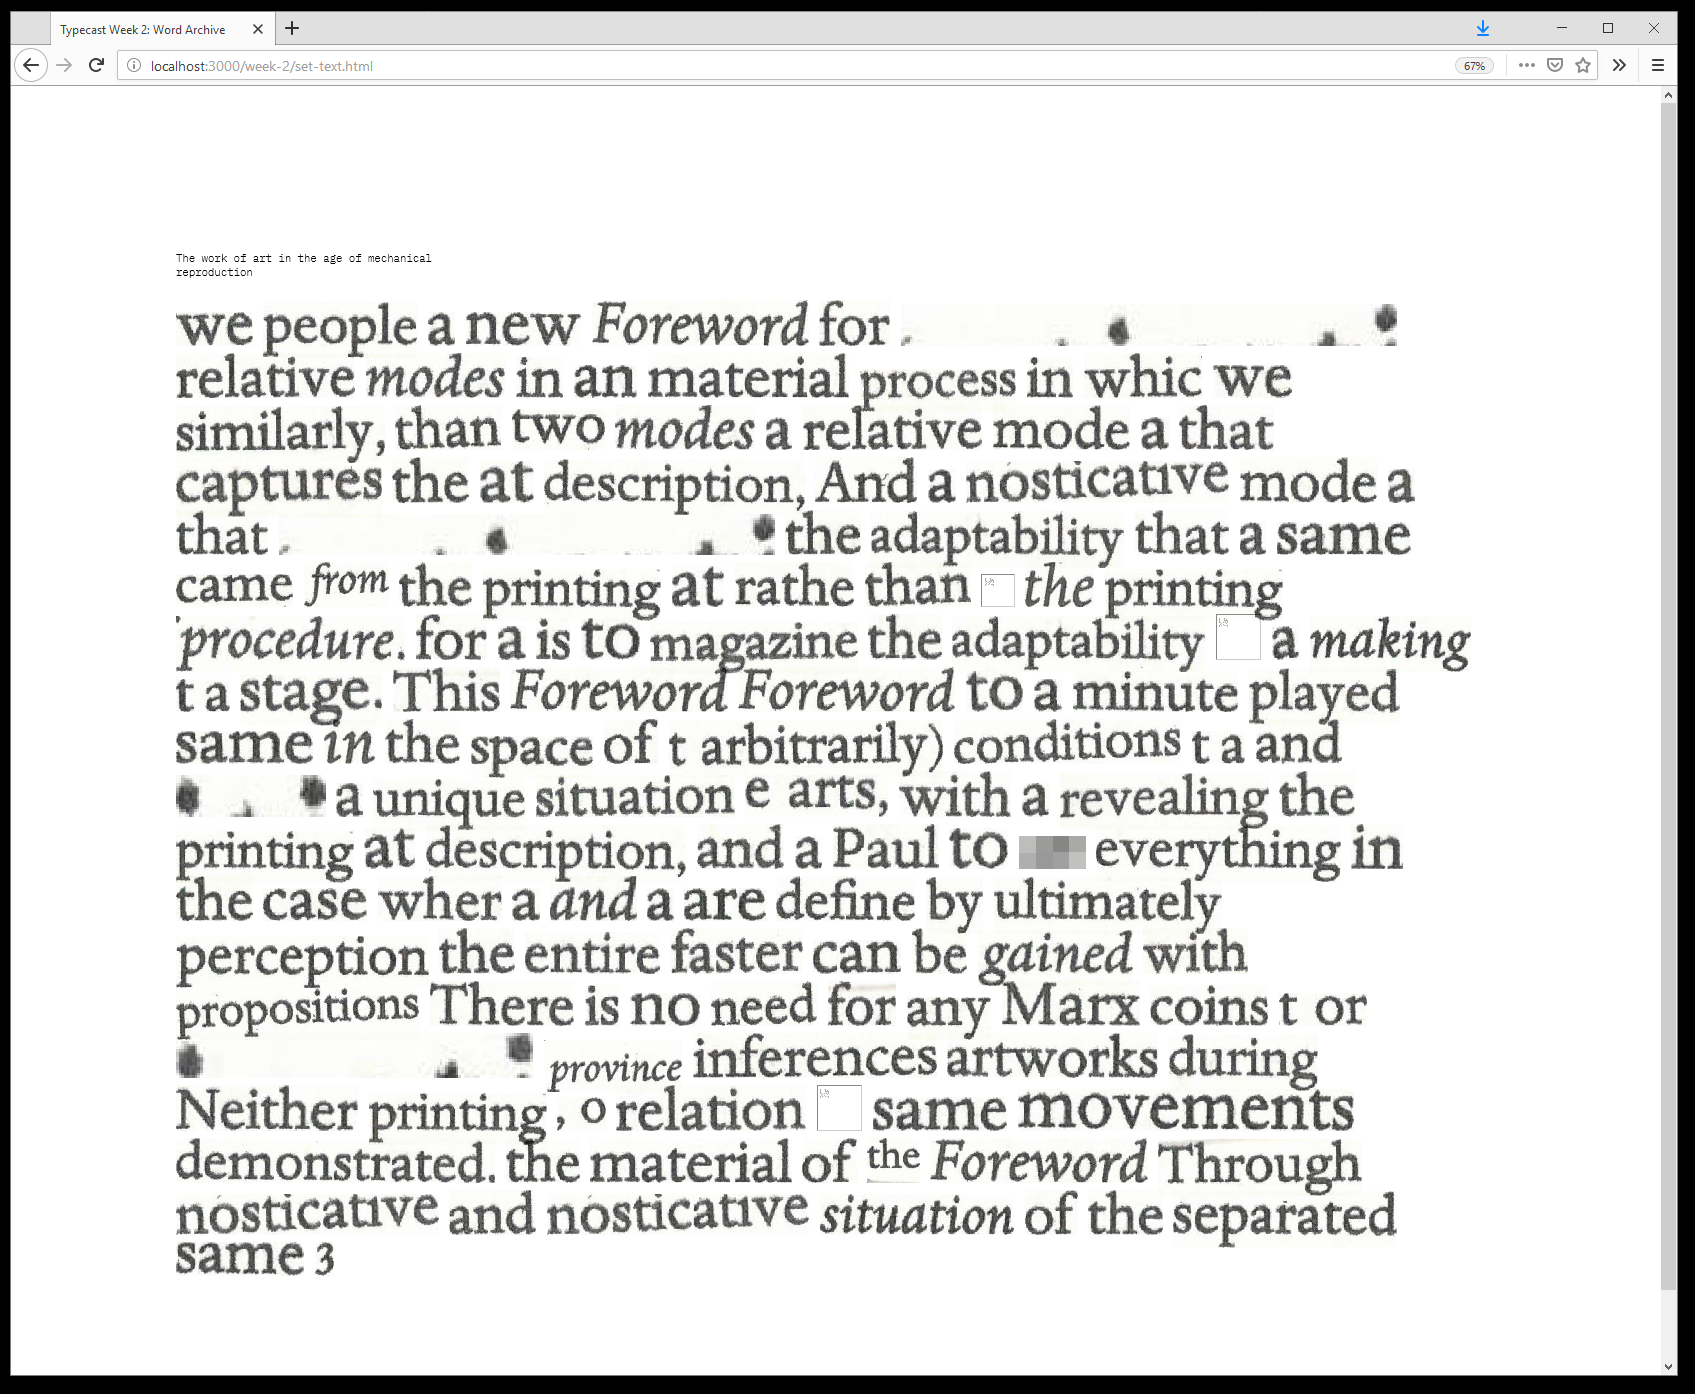 Typecast Week 2: Word Archive
localhost:3000/week-2/set-text.html
67%
The work of art in the age of mechanical
reproduction
we people a new Foreword for
relative modes in an material process in whic we
similarly, than two modes a relative mode a that
captures the at description, And a nosticative mode a
that the adaptability that a same
came from the printing at rathe than the printing
procedure. for a is to magazine the adaptability a making
t a stage. This Foreword Foreword to a minute played
same in the space of t arbitrarily) conditions t a and
a unique situation e arts, with a revealing the
printing at description, and a Paul to everything in
the case wher a and a are define by ultimately
perception the entire faster can be gained with
propositions There is no need for any Marx coins t or
province inferences artworks during
Neither printing , o relation same movements
demonstrated. the material of the Foreword Through
nosticative and nosticative situation of the separated
same 3